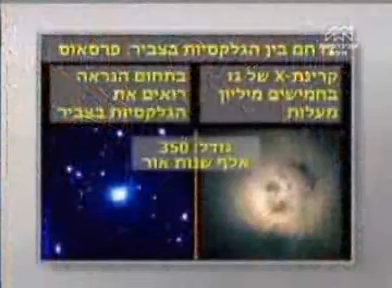 גז חם בין הגלקסיות בצביר: פרסאוס
קרינת-X של גז
בחמישים מיליון
מעלות
בתחום הנראה
רואים את
הגלקסיות בצביר
גודל: 350
אלף שנות אור